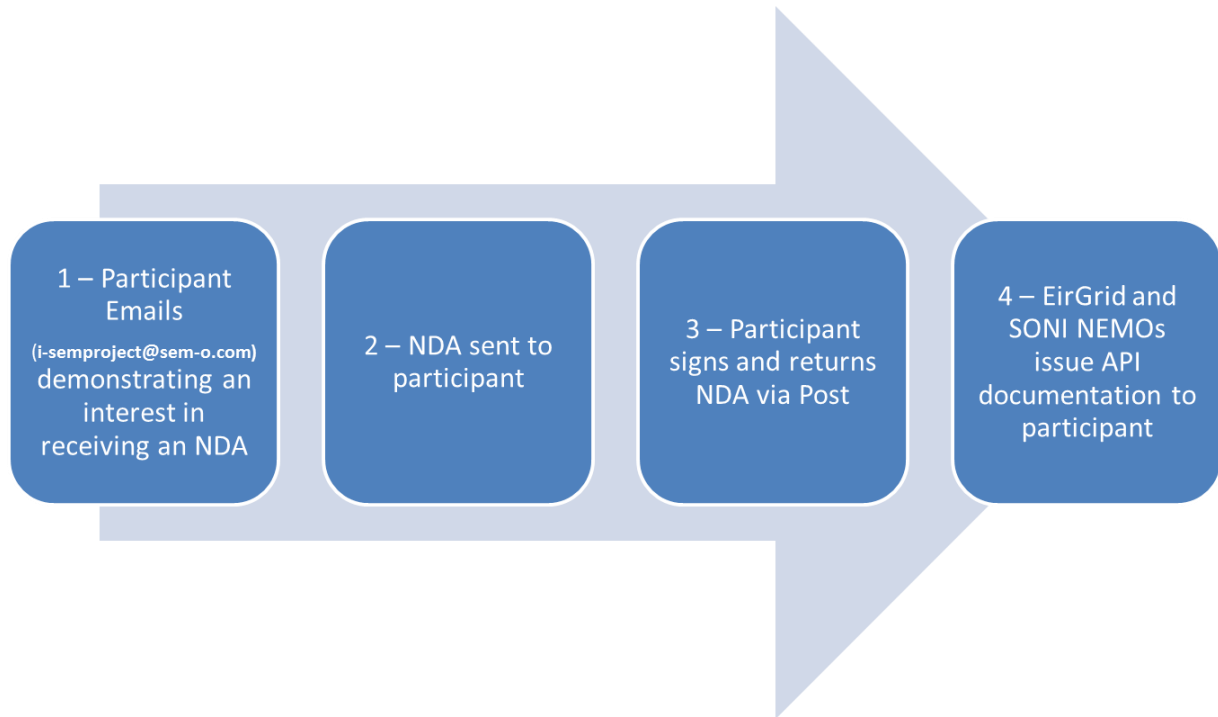 1 – Participant
Emails
(i-semproject@sem-o.com)
demonstrating an
interest in
receiving an NDA
2 – NDA sent to
participant
3 – Participant
signs and returns
NDA via Post
4 – EirGrid and
SONI NEMOs
issue API
documentation to
participant